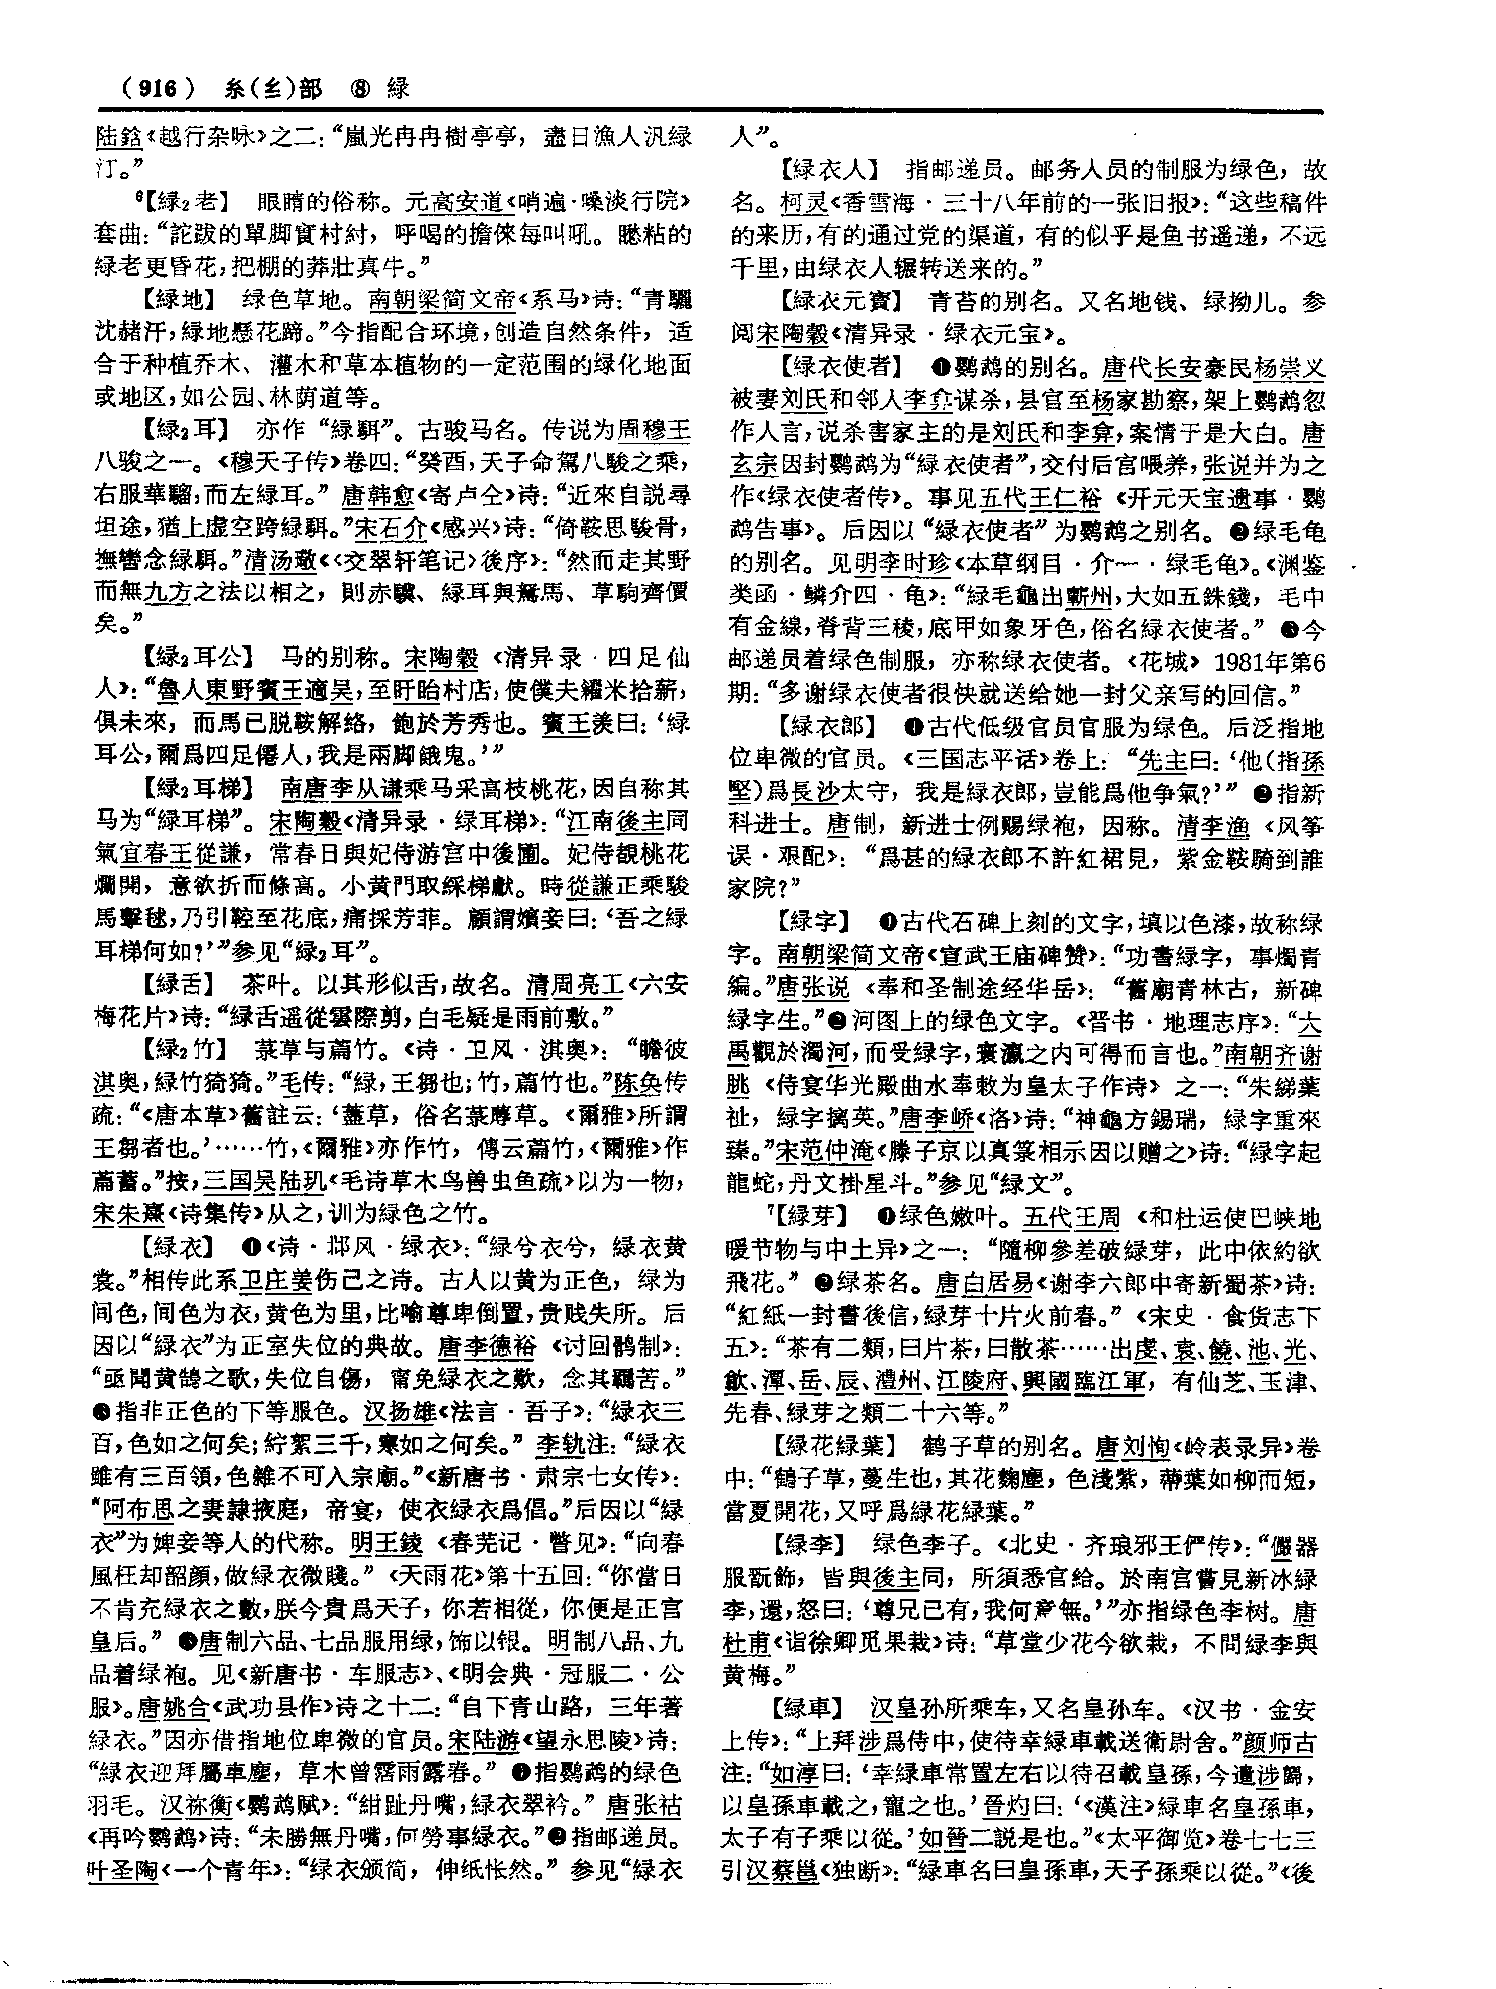 (916) 糸(纟)部 ⑧ 緑
陆鍃《越行杂咏》之二:“嵐光冉冉樹亭亭，盡日漁人汎緑
汀。”
⁶【緑₂老】 眼睛的俗称。元高安道《哨遍·嗓淡行院》
套曲:“詫跋的單脚實村紂，呼喝的擔俫每叫吼。瞧粘的
緑老更昏花，把棚的莽壯真牛。”
【緑地】 绿色草地。南朝梁简文帝《系马》诗:“青驪
沈赭汗，緑地懸花蹄。”今指配合环境，创造自然条件，适
合于种植乔木、灌木和草本植物的一定范围的绿化地面
或地区，如公园、林荫道等。
【緑₂耳】 亦作“緑駬”。古骏马名。传说为周穆王
八骏之一。《穆天子传》卷四:“癸酉，天子命駕八駿之乘，
右服華騮，而左緑耳。”唐韩愈《寄卢仝》诗:“近來自説尋
坦途，猶上虚空跨緑駬。”宋石介《感兴》诗:“倚鞍思駿骨，
撫轡念緑駬。”清汤敬《〈交翠轩笔记〉後序》:“然而走其野
而無九方之法以相之，則赤驥、緑耳與駑馬、草駒齊價
矣。”
【緑₂耳公】 马的别称。宋陶穀《清异录·四足仙
人》:“魯人東野賓王適吴，至盱眙村店，使僕夫糴米拾薪，
俱未來，而馬已脱鞍解絡，飽於芳秀也。賓王羨曰:‘緑
耳公，爾爲四足僊人，我是兩脚餓鬼。’”
【緑₂耳梯】 南唐李从谦乘马采高枝桃花，因自称其
马为“緑耳梯”。宋陶穀《清异录·绿耳梯》:“江南後主同
氣宜春王從謙，常春日與妃侍游宫中後圃。妃侍覩桃花
爛開，意欲折而條高。小黄門取綵梯獻。時從謙正乘駿
馬擊毬，乃引鞚至花底，痛採芳菲。顧謂嬪妾曰:‘吾之緑
耳梯何如?’”参见“緑₂耳”。
【緑舌】 茶叶。以其形似舌，故名。清周亮工《六安
梅花片》诗:“緑舌遥從雲際剪，白毛疑是雨前敷。”
【緑₂竹】 菉草与萹竹。《诗·卫风·淇奥》:“瞻彼
淇奥，緑竹猗猗。”毛传:“緑，王芻也；竹，萹竹也。”陈奂传
疏:“《唐本草》舊註云:‘藎草，俗名菉蓐草。《爾雅》所謂
王芻者也。’……竹，《爾雅》亦作竹，傳云萹竹，《爾雅》作
萹蓄。”按，三国吴陆玑《毛诗草木鸟兽虫鱼疏》以为一物，
宋朱熹《诗集传》从之，训为緑色之竹。
【緑衣】 ❶《诗·邶风·绿衣》:“緑兮衣兮，緑衣黄
裳。”相传此系卫庄姜伤己之诗。古人以黄为正色，绿为
间色，间色为衣，黄色为里，比喻尊卑倒置，贵贱失所。后
因以“緑衣”为正室失位的典故。唐李德裕《讨回鹘制》:
“亟聞黄鵠之歌，失位自傷，甯免緑衣之歎，念其羈苦。”
❷指非正色的下等服色。汉扬雄《法言·吾子》:“緑衣三
百，色如之何矣；紵絮三千，寒如之何矣。”李轨注:“緑衣
雖有三百領，色雜不可入宗廟。”《新唐书·肃宗七女传》:
“阿布思之妻隸掖庭，帝宴，使衣緑衣爲倡。”后因以“緑
衣”为婢妾等人的代称。明王錂《春芜记·瞥见》:“向春
風枉却韶顔，做緑衣微賤。”《天雨花》第十五回:“你當日
不肯充緑衣之數，朕今貴爲天子，你若相從，你便是正宫
皇后。”❸唐制六品、七品服用绿，饰以银。明制八品、九
品着绿袍。见《新唐书·车服志》、《明会典·冠服二·公
服》。唐姚合《武功县作》诗之十二:“自下青山路，三年著
緑衣。”因亦借指地位卑微的官员。宋陆游《望永思陵》诗:
“緑衣迎拜屬車塵，草木曾霑雨露春。”❹指鹦鹉的绿色
羽毛。汉祢衡《鹦鹉赋》:“紺趾丹嘴，緑衣翠衿。”唐张祜
《再吟鹦鹉》诗:“未勝無丹嘴，何勞事緑衣。”❺指邮递员。
叶圣陶《一个青年》:“绿衣颁简，伸纸怅然。”参见“緑衣
人”。
【緑衣人】 指邮递员。邮务人员的制服为绿色，故
名。柯灵《香雪海·三十八年前的一张旧报》:“这些稿件
的来历，有的通过党的渠道，有的似乎是鱼书遥递，不远
千里，由绿衣人辗转送来的。”
【緑衣元寶】 青苔的别名。又名地钱、绿拗儿。参
阅宋陶穀《清异录·绿衣元宝》。
【緑衣使者】 ❶鹦鹉的别名。唐代长安豪民杨崇义
被妻刘氏和邻人李弇谋杀，县官至杨家勘察，架上鹦鹉忽
作人言，说杀害家主的是刘氏和李弇，案情于是大白。唐
玄宗因封鹦鹉为“緑衣使者”，交付后宫喂养，张说并为之
作《绿衣使者传》。事见五代王仁裕《开元天宝遗事·鹦
鹉告事》。后因以“緑衣使者”为鹦鹉之别名。❷绿毛龟
的别名。见明李时珍《本草纲目·介一·绿毛龟》。《渊鉴
类函·鳞介四·龟》:“緑毛龜出蘄州，大如五銖錢，毛中
有金線，脊背三稜，底甲如象牙色，俗名緑衣使者。”❸今
邮递员着绿色制服，亦称绿衣使者。《花城》1981年第6
期:“多谢绿衣使者很快就送给她一封父亲写的回信。”
【緑衣郎】 ❶古代低级官员官服为绿色。后泛指地
位卑微的官员。《三国志平话》卷上:“先主曰:‘他(指孫
堅)爲長沙太守，我是緑衣郎，豈能爲他争氣?’”❷指新
科进士。唐制，新进士例赐绿袍，因称。清李渔《风筝
误·艰配》:“爲甚的緑衣郎不許紅裙見，紫金鞍騎到誰
家院?”
【緑字】 ❶古代石碑上刻的文字，填以色漆，故称绿
字。南朝梁简文帝《宣武王庙碑赞》:“功書緑字，事燭青
編。”唐张说《奉和圣制途经华岳》:“舊廟青林古，新碑
緑字生。”❷河图上的绿色文字。《晋书·地理志序》:“大
禹觀於濁河，而受緑字，寰瀛之内可得而言也。”南朝齐谢
朓《侍宴华光殿曲水奉敕为皇太子作诗》之一:“朱綈葉
祉，緑字摛英。”唐李峤《洛》诗:“神龜方錫瑞，緑字重來
臻。”宋范仲淹《滕子京以真箓相示因以赠之》诗:“緑字起
龍蛇，丹文掛星斗。”参见“緑文”。
⁷【緑芽】 ❶绿色嫩叶。五代王周《和杜运使巴峡地
暖节物与中土异》之一:“隨柳參差破緑芽，此中依約欲
飛花。”❷绿茶名。唐白居易《谢李六郎中寄新蜀茶》诗:
“紅紙一封書後信，緑芽十片火前春。”《宋史·食货志下
五》:“茶有二類，曰片茶，曰散茶……出虔、袁、饒、池、光、
歙、潭、岳、辰、澧州、江陵府、興國臨江軍，有仙芝、玉津、
先春、緑芽之類二十六等。”
【緑花緑葉】 鹤子草的别名。唐刘恂《岭表录异》卷
中:“鶴子草，蔓生也，其花麴塵，色淺紫，蔕葉如柳而短，
當夏開花，又呼爲緑花緑葉。”
【緑李】 绿色李子。《北史·齐琅邪王俨传》:“儼器
服翫飾，皆與後主同，所須悉官給。於南宫嘗見新冰緑
李，還，怒曰:‘尊兄已有，我何意無。’”亦指绿色李树。唐
杜甫《诣徐卿觅果栽》诗:“草堂少花今欲栽，不問緑李與
黄梅。”
【緑車】 汉皇孙所乘车，又名皇孙车。《汉书·金安
上传》:“上拜涉爲侍中，使待幸緑車載送衛尉舍。”颜师古
注:“如淳曰:‘幸緑車常置左右以待召載皇孫，今遣涉歸，
以皇孫車載之，寵之也。’晉灼曰:‘《漢注》緑車名皇孫車，
太子有子乘以從。’如晉二説是也。”《太平御览》卷七七三
引汉蔡邕《独断》:“緑車名曰皇孫車，天子孫乘以從。”《後